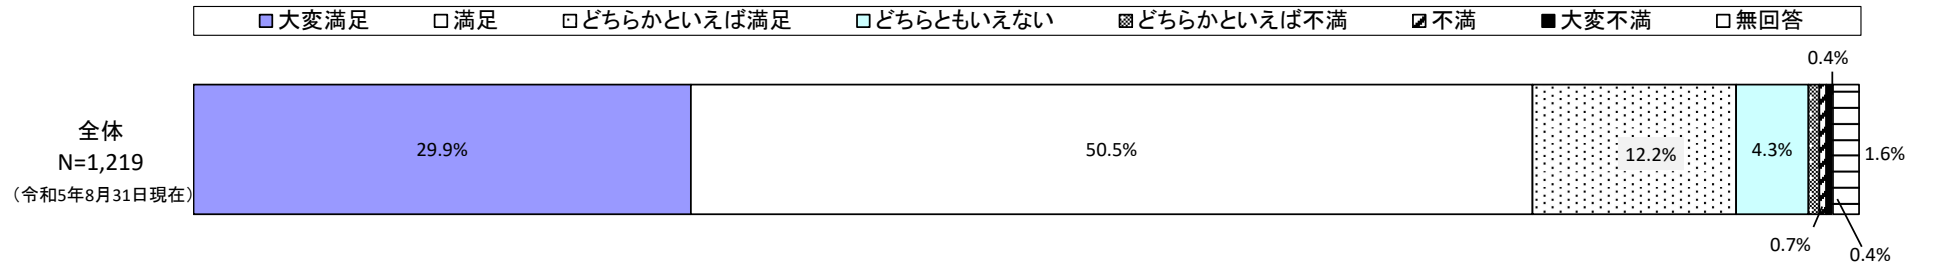 大変満足 満足 どちらかといえば満足 どちらともいえない どちらかといえば不満 不満 大変不満 無回答
0.4%
全体
N=1,219
（令和5年8月31日現在）
29.9% 50.5% 12.2% 4.3% 1.6%
0.7% 0.4%